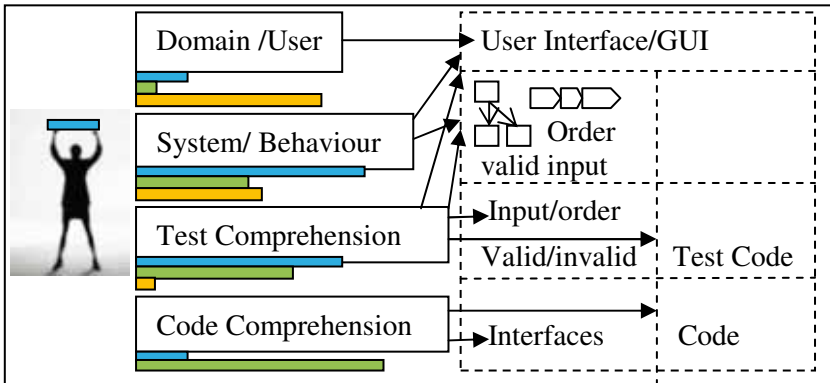 Domain /User
User Interface/GUI
System/ Behaviour
Order
valid input
Test Comprehension
Input/order
Valid/invalid
Test Code
Code Comprehension
Interfaces
Code